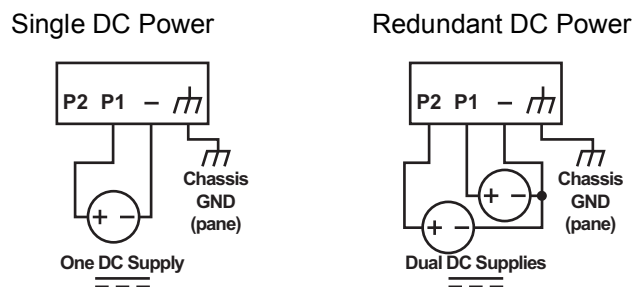 Single DC Power
P2 P1 –
+ –
Chassis
GND
(pane)
One DC Supply
Redundant DC Power
P2 P1 –
+ –
+ –
Chassis
GND
(pane)
Dual DC Supplies